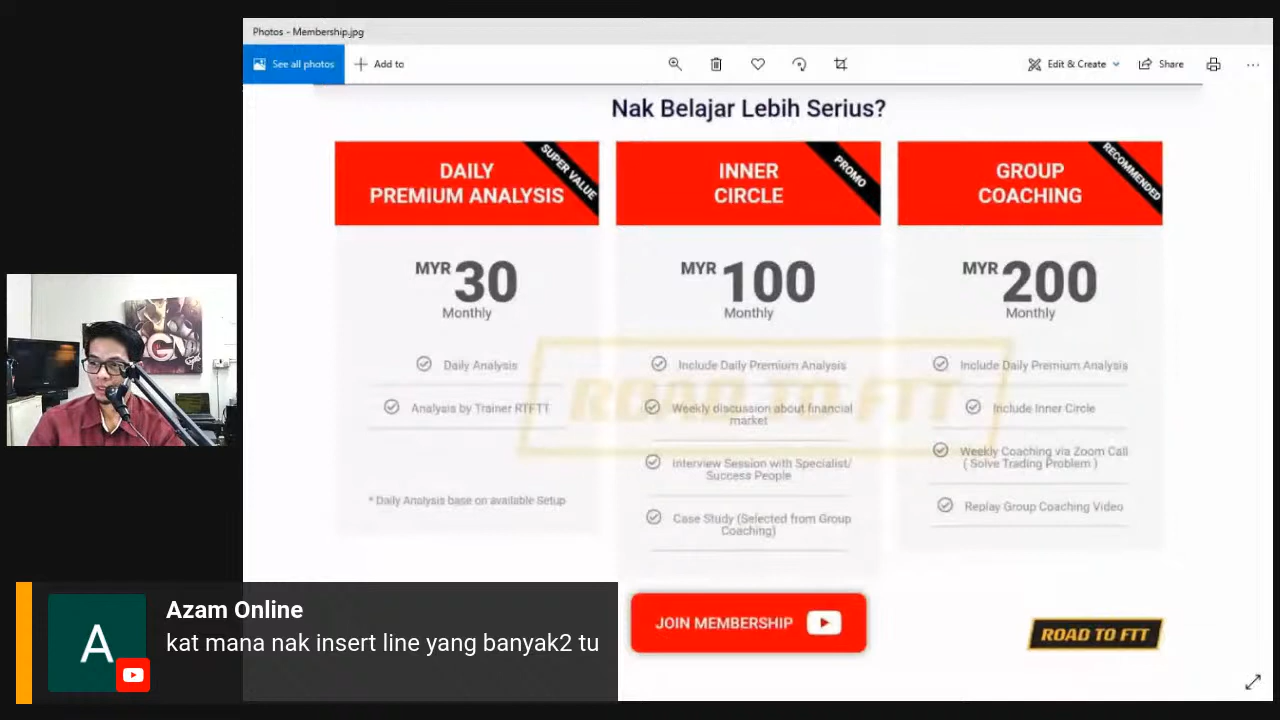 Photos - Membership.jpg
See all photos
Add to
Edit & Create
Share
Nak Belajar Lebih Serius?
DAILY
PREMIUM ANALYSIS
SUPER VALUE
MYR 30
Monthly
Daily Analysis
Analysis by Trainer RTFTT
* Daily Analysis base on available Setup
INNER
CIRCLE
PROMO
MYR 100
Monthly
Include Daily Premium Analysis
Weekly discussion about financial
market
Interview Session with Specialist/
Success People
Case Study (Selected from Group
Coaching)
GROUP
COACHING
RECOMMENDED
MYR 200
Monthly
Include Daily Premium Analysis
Include Inner Circle
Weekly Coaching via Zoom Call
( Solve Trading Problem )
Replay Group Coaching Video
ROAD TO FTT
JOIN MEMBERSHIP
ROAD TO FTT
AGM
A
Azam Online
kat mana nak insert line yang banyak2 tu